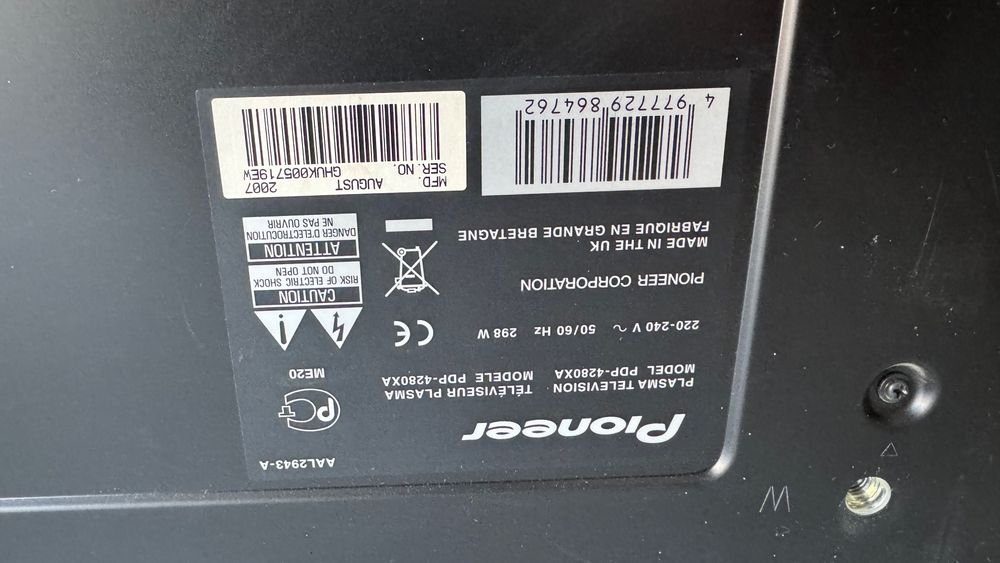 AAL2943-A
Pioneer
PLASMA TELEVISION
MODEL PDP-4280XA
TÉLÉVISEUR PLASMA
MODELE PDP-4280XA
PCT
ME20
220-240 V ~ 50/60 Hz 298 W
CE
PIONEER CORPORATION
CAUTION
RISK OF ELECTRIC SHOCK
DO NOT OPEN
MADE IN THE UK
FABRIQUE EN GRANDE BRETAGNE
ATTENTION
DANGER D'ELECTROCUTION
NE PAS OUVRIR
MFD. AUGUST 2007
SER. NO. GHUK005719EW
4 977729 864762